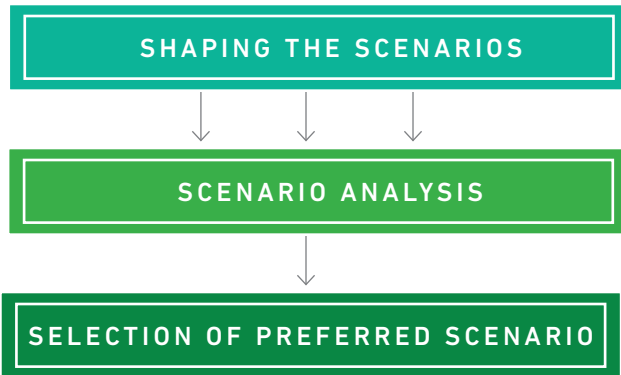 SHAPING THE SCENARIOS
SCENARIO ANALYSIS
SELECTION OF PREFERRED SCENARIO